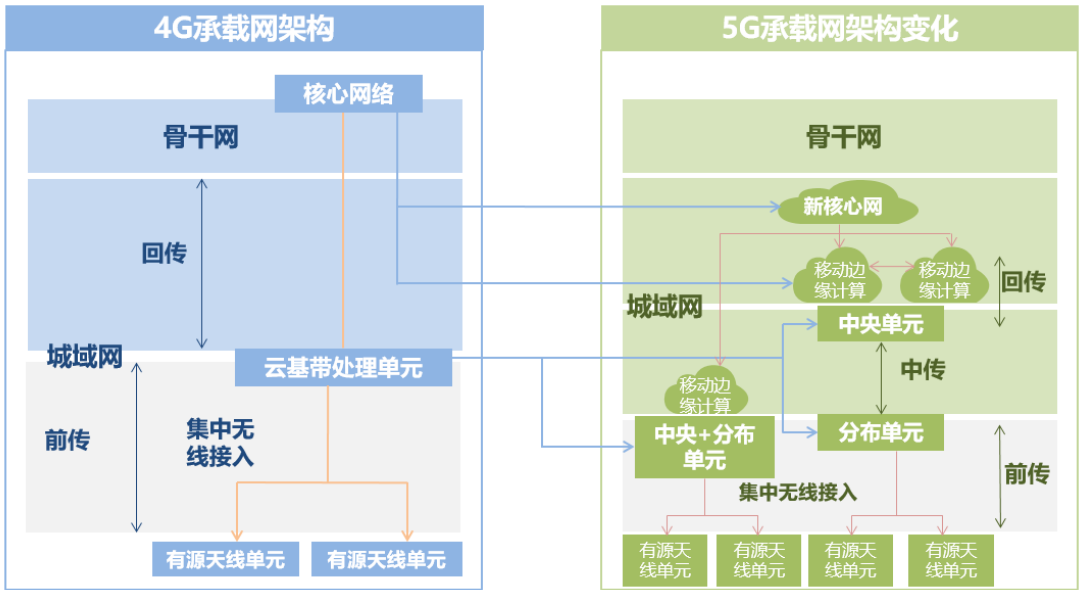 4G承载网架构
核心网络
骨干网
回传
城域网
云基带处理单元
前传
集中无
线接入
有源天线单元
有源天线单元
5G承载网架构变化
骨干网
新核心网
移动边
缘计算
移动边
缘计算
回传
城域网
中央单元
中传
移动边
缘计算
中央+分布
单元
分布单元
前传
集中无线接入
有源天
线单元
有源天
线单元
有源天
线单元
有源天
线单元